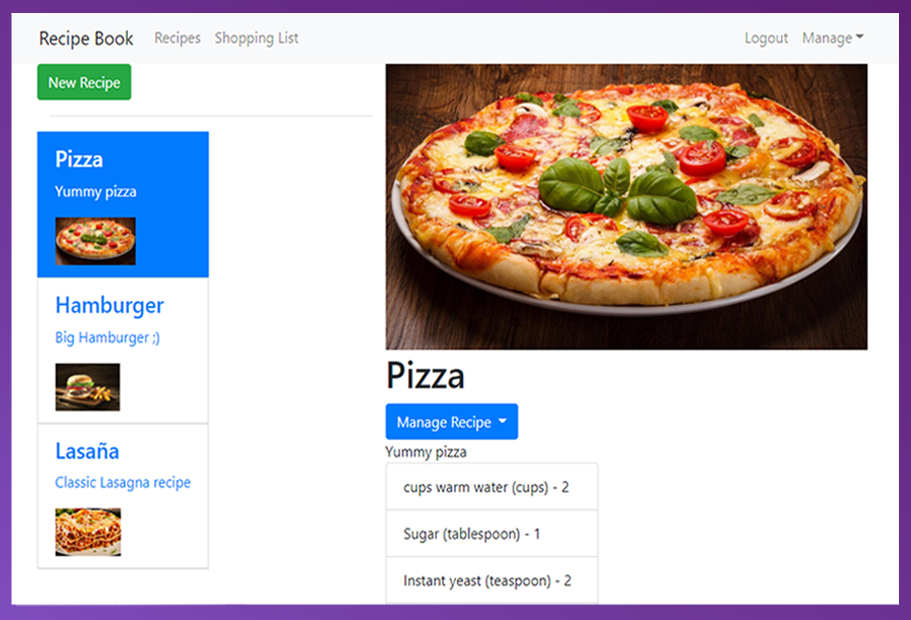 Recipe Book Recipes Shopping List Logout Manage
New Recipe
Pizza
Yummy pizza
Hamburger
Big Hamburger ;)
Lasaña
Classic Lasagna recipe
Pizza
Manage Recipe
Yummy pizza
cups warm water (cups) - 2
Sugar (tablespoon) - 1
Instant yeast (teaspoon) - 2